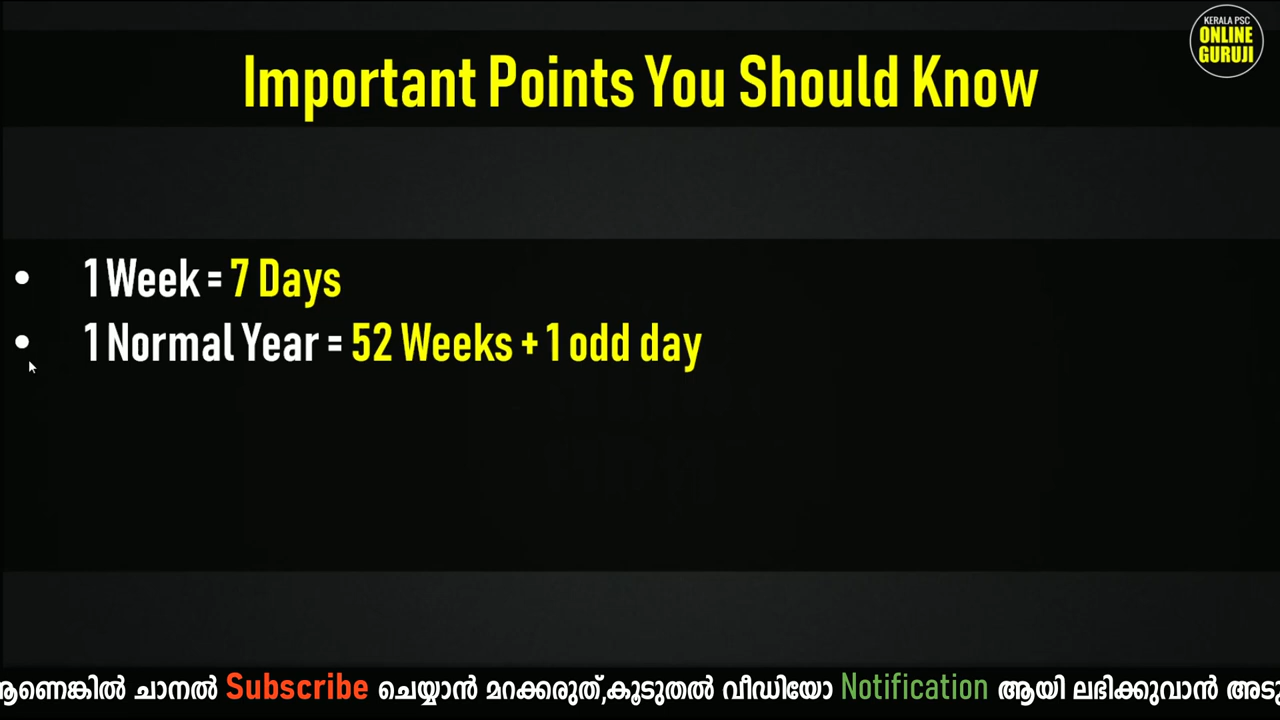 KERALA PSC
ONLINE
GURUJI
Important Points You Should Know
• 1 Week = 7 Days
• 1 Normal Year = 52 Weeks + 1 odd day
ആണെങ്കിൽ ചാനൽ Subscribe ചെയ്യാൻ മറക്കരുത്,കൂടുതൽ വീഡിയോ Notification ആയി ലഭിക്കുവാൻ